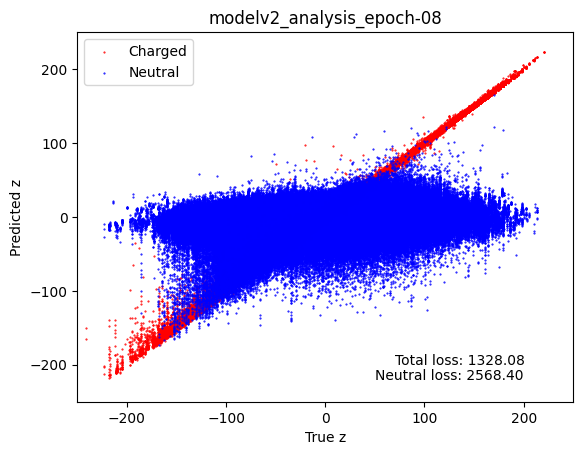 modelv2_analysis_epoch-08
Charged
Neutral
Predicted z
200
100
0
−100
−200
Total loss: 1328.08
Neutral loss: 2568.40
−200
−100
0
100
200
True z